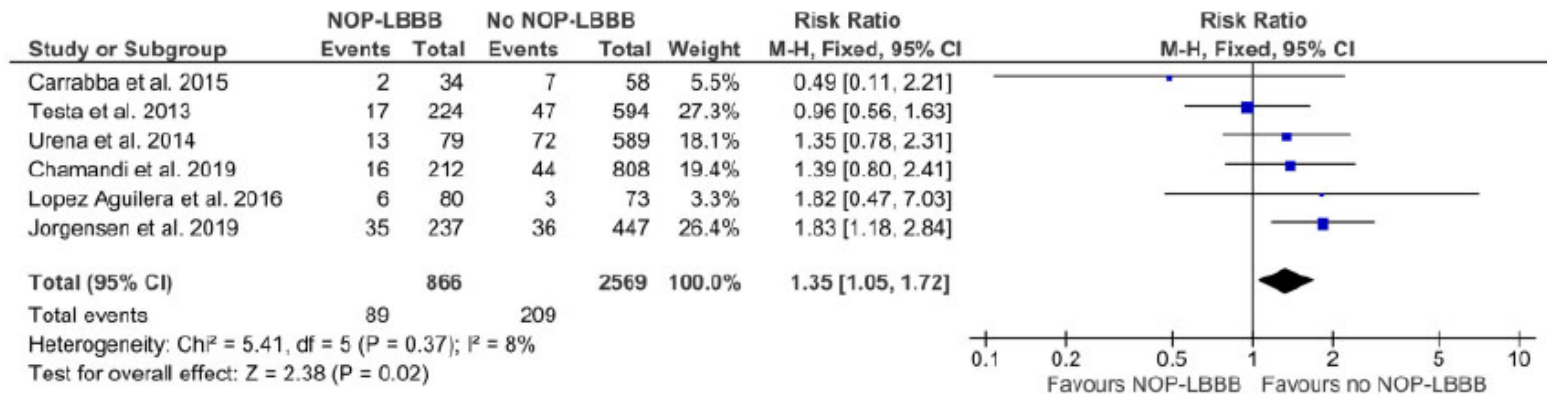 NOP-LBBB No NOP-LBBB Risk Ratio Risk Ratio
Study or Subgroup Events Total Events Total Weight M-H, Fixed, 95% CI M-H, Fixed, 95% CI
Carrabba et al. 2015 2 34 7 58 5.5% 0.49 [0.11, 2.21]
Testa et al. 2013 17 224 47 594 27.3% 0.96 [0.56, 1.63]
Urena et al. 2014 13 79 72 589 18.1% 1.35 [0.78, 2.31]
Chamandi et al. 2019 16 212 44 808 19.4% 1.39 [0.80, 2.41]
Lopez Aguilera et al. 2016 6 80 3 73 3.3% 1.82 [0.47, 7.03]
Jorgensen et al. 2019 35 237 36 447 26.4% 1.83 [1.18, 2.84]
Total (95% CI) 866 2569 100.0% 1.35 [1.05, 1.72]
Total events 89 209
Heterogeneity: Chi² = 5.41, df = 5 (P = 0.37); I² = 8%
Test for overall effect: Z = 2.38 (P = 0.02)
0.1 0.2 0.5 1 2 5 10
Favours NOP-LBBB Favours no NOP-LBBB